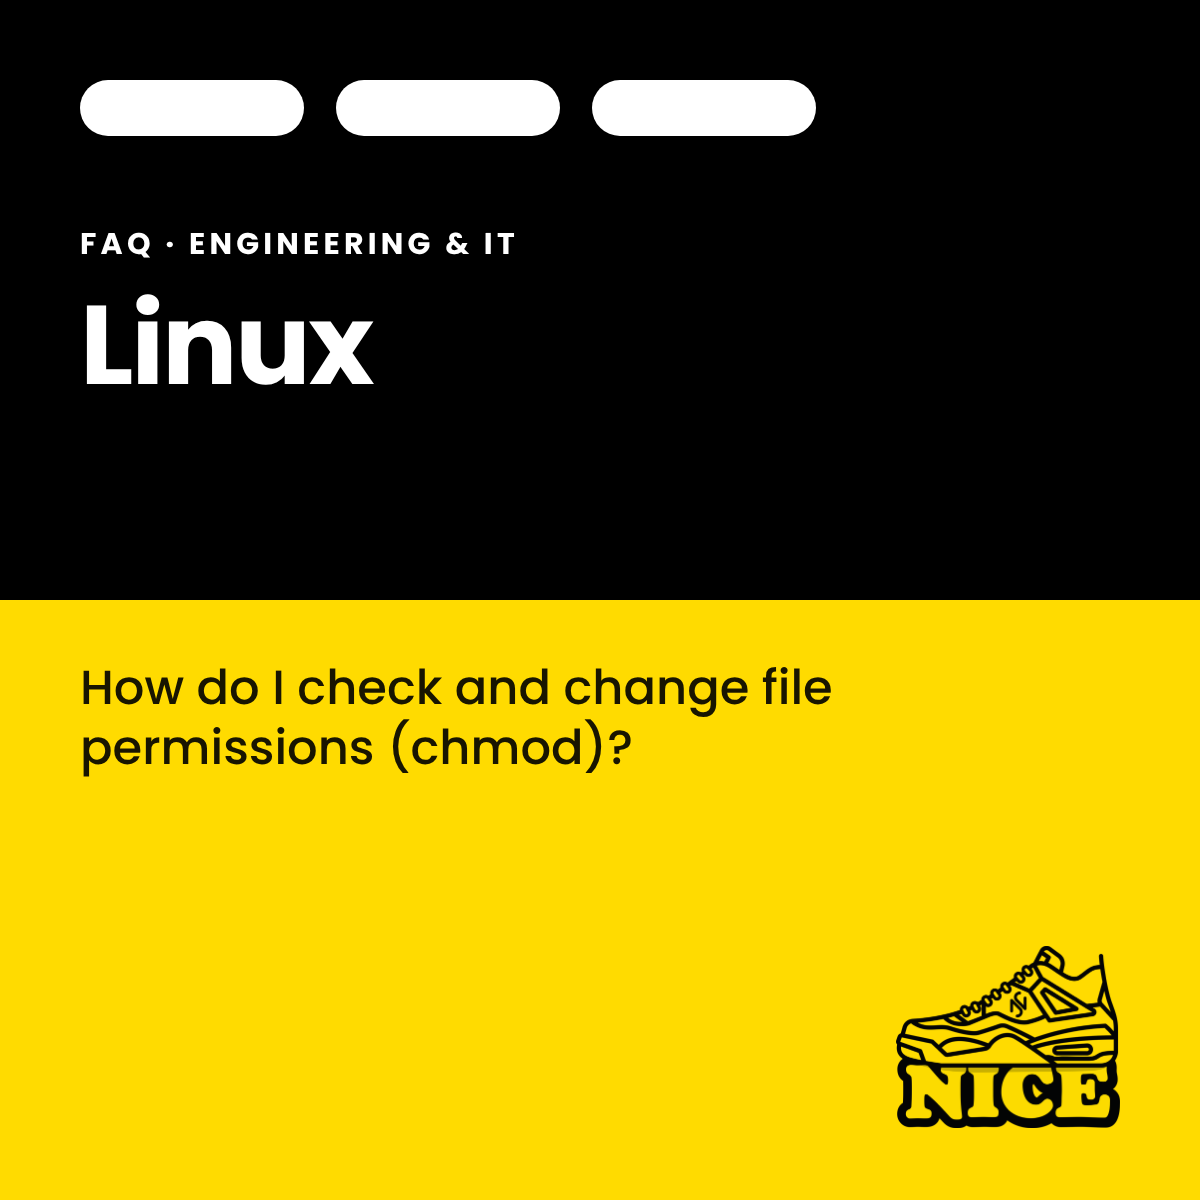 FAQ · ENGINEERING & IT
Linux
How do I check and change file
permissions (chmod)?
NICE